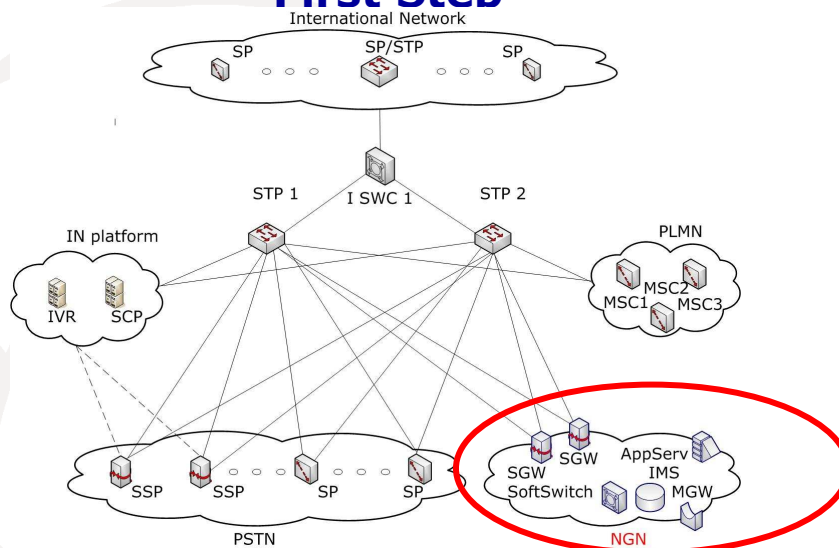 First Step
International Network
SP
SP/STP
SP
I SWC 1
STP 1
STP 2
IN platform
IVR
SCP
PLMN
MSC1
MSC2
MSC3
SSP
SSP
SP
SP
PSTN
SGW
SGW
AppServ
IMS
SoftSwitch
MGW
NGN